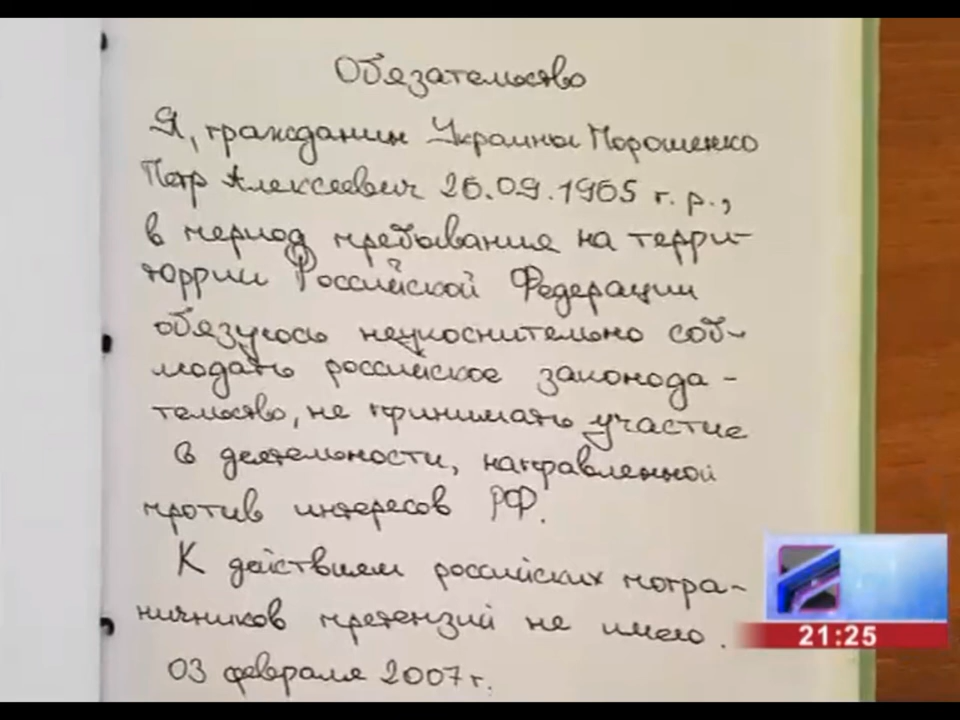 Обязательство
Я, гражданин Украины Порошенко
Петр Алексеевич 26.09.1965 г. р.,
в период пребывания на терри-
торрии Российской Федерации
обязуюсь неукоснительно соб-
людать российское законода-
тельство, не принимать участие
в деятельности, направленной
против интересов РФ.
К действиям российских погра-
ничников претензий не имею.
03 февраля 2007 г.
21:25